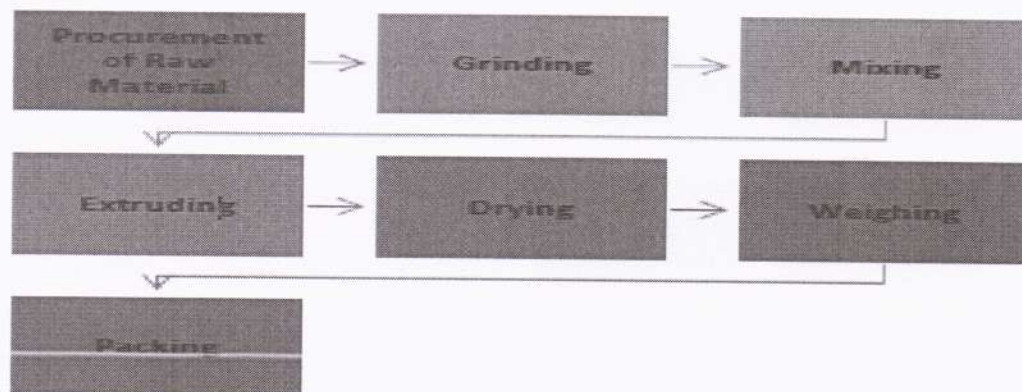 Procurement
of Raw
Material
Grinding
Mixing
Extruding
Drying
Weighing
Packing